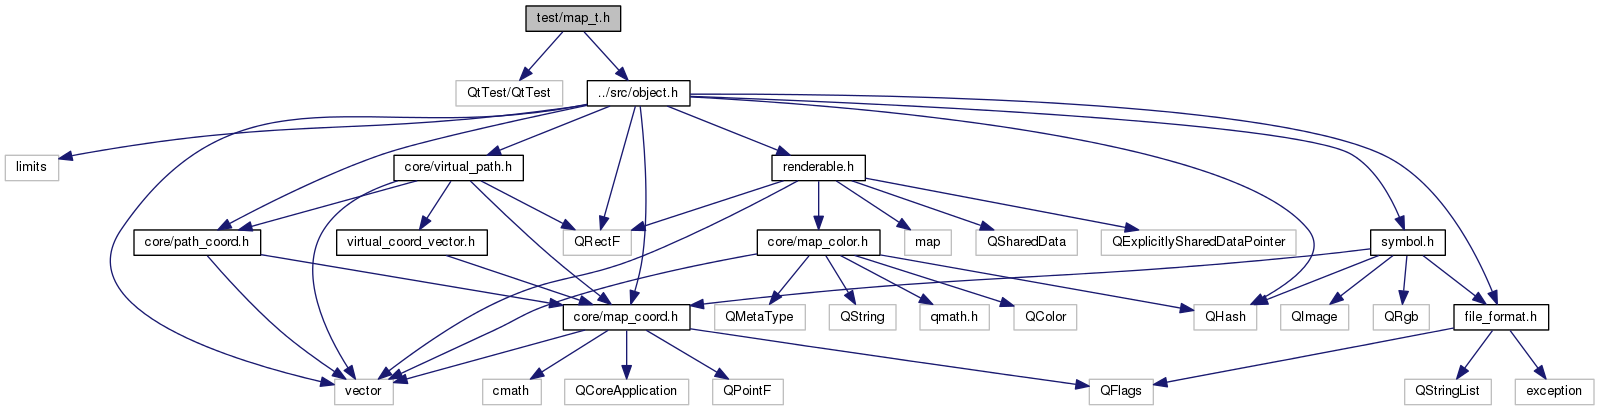 test/map_t.h
QtTest/QtTest
../src/object.h
limits
core/virtual_path.h
renderable.h
core/path_coord.h
virtual_coord_vector.h
QRectF
core/map_color.h
map
QSharedData
QExplicitlySharedDataPointer
symbol.h
core/map_coord.h
QMetaType
QString
qmath.h
QColor
QHash
QImage
QRgb
file_format.h
vector
cmath
QCoreApplication
QPointF
QFlags
QStringList
exception